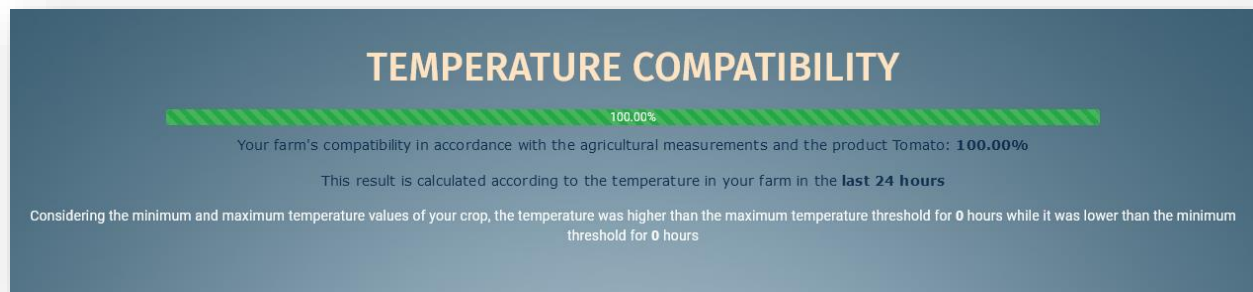 TEMPERATURE COMPATIBILITY
100.00%
Your farm's compatibility in accordance with the agricultural measurements and the product Tomato: 100.00%
This result is calculated according to the temperature in your farm in the last 24 hours
Considering the minimum and maximum temperature values of your crop, the temperature was higher than the maximum temperature threshold for 0 hours while it was lower than the minimum
threshold for 0 hours